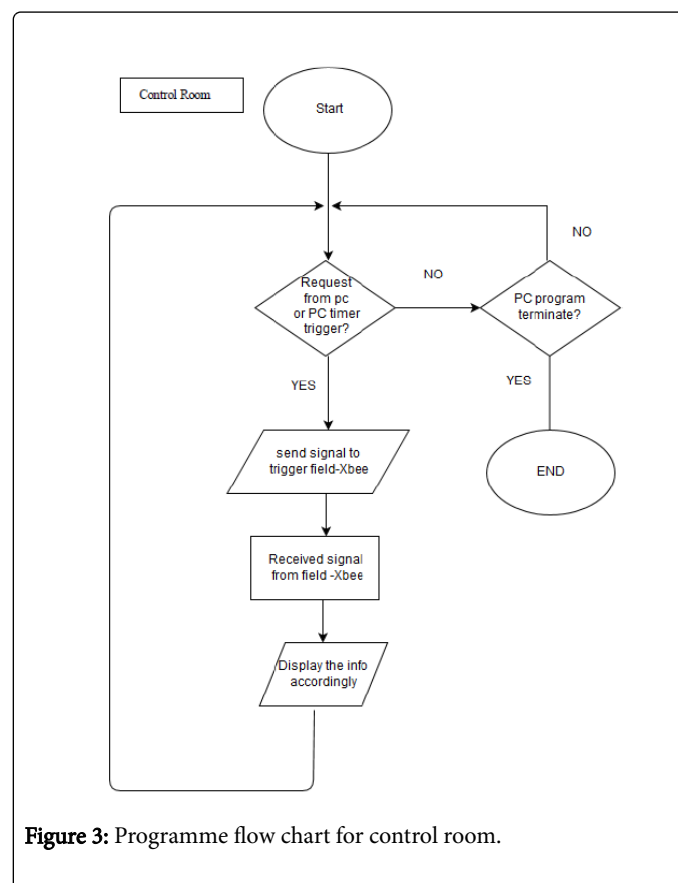 Control Room
Start
NO
Request
from pc
or PC timer
trigger?
NO
PC program
terminate?
YES
YES
send signal to
trigger field-Xbee
END
Received signal
from field -Xbee
Display the info
accordingly
Figure 3: Programme flow chart for control room.